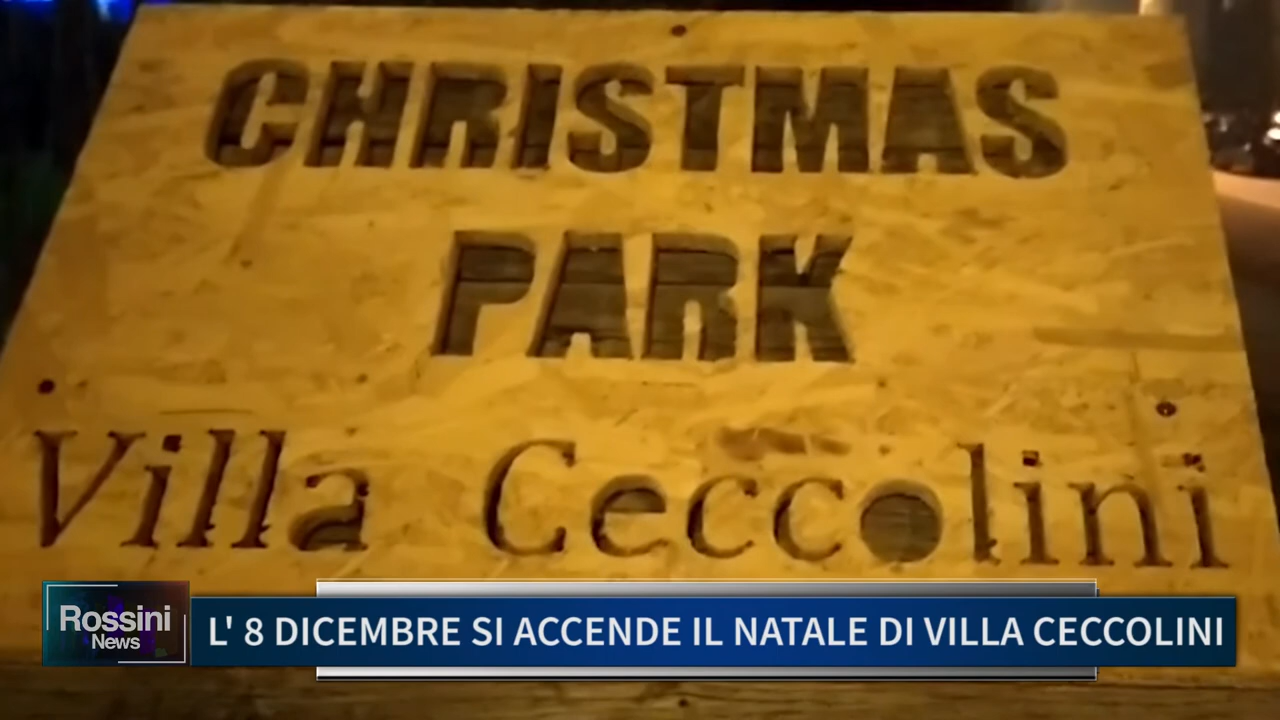 CHRISTMAS
PARK
Villa Ceccolini
Rossini
News
L' 8 DICEMBRE SI ACCENDE IL NATALE DI VILLA CECCOLINI